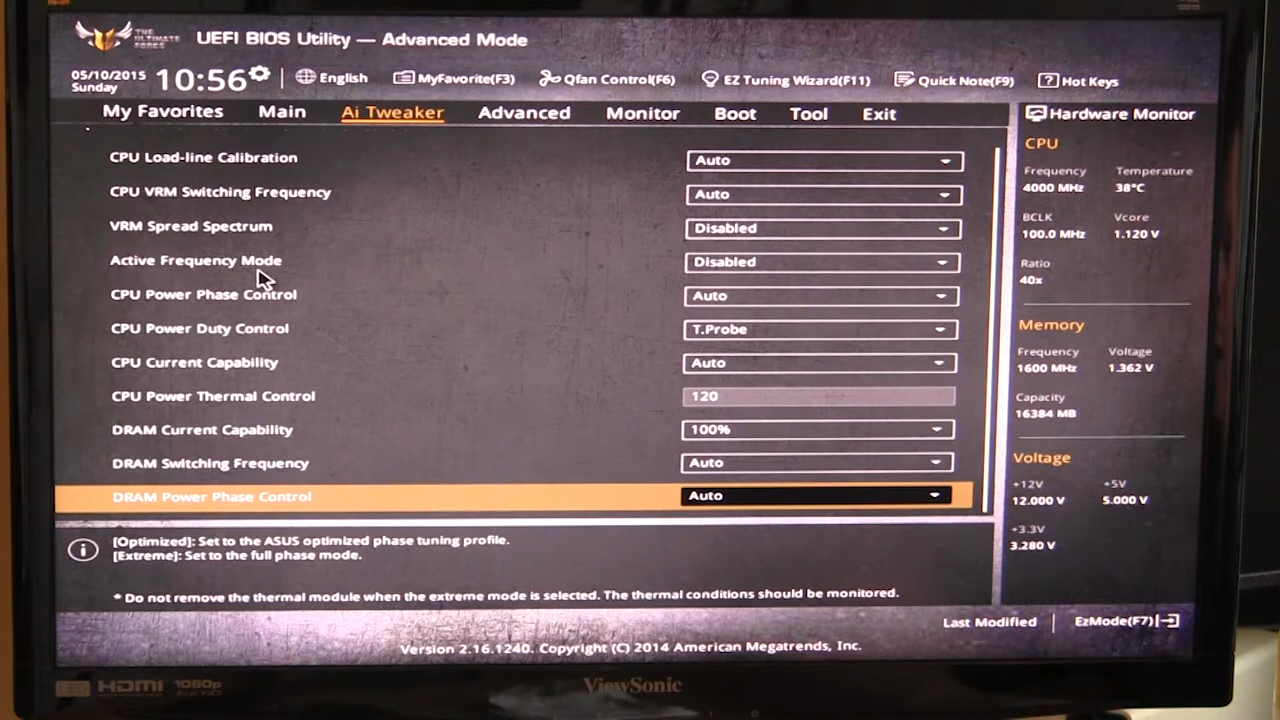 THE ULTIMATE FORCE
UEFI BIOS Utility — Advanced Mode
05/10/2015
Sunday
10:56
English
MyFavorite(F3)
Qfan Control(F6)
EZ Tuning Wizard(F11)
Quick Note(F9)
? Hot Keys
My Favorites
Main
Ai Tweaker
Advanced
Monitor
Boot
Tool
Exit
CPU Load-line Calibration Auto
CPU VRM Switching Frequency Auto
VRM Spread Spectrum Disabled
Active Frequency Mode Disabled
CPU Power Phase Control Auto
CPU Power Duty Control T.Probe
CPU Current Capability Auto
CPU Power Thermal Control 120
DRAM Current Capability 100%
DRAM Switching Frequency Auto
DRAM Power Phase Control Auto
[Optimized]: Set to the ASUS optimized phase tuning profile.
[Extreme]: Set to the full phase mode.
* Do not remove the thermal module when the extreme mode is selected. The thermal conditions should be monitored.
Hardware Monitor
CPU
Frequency Temperature
4000 MHz 38°C
BCLK Vcore
100.0 MHz 1.120 V
Ratio
40x
Memory
Frequency Voltage
1600 MHz 1.362 V
Capacity
16384 MB
Voltage
+12V +5V
12.000 V 5.000 V
+3.3V
3.280 V
Last Modified
EzMode(F7)
Version 2.16.1240. Copyright (C) 2014 American Megatrends, Inc.
LED HDMI 1080p Full HD
ViewSonic